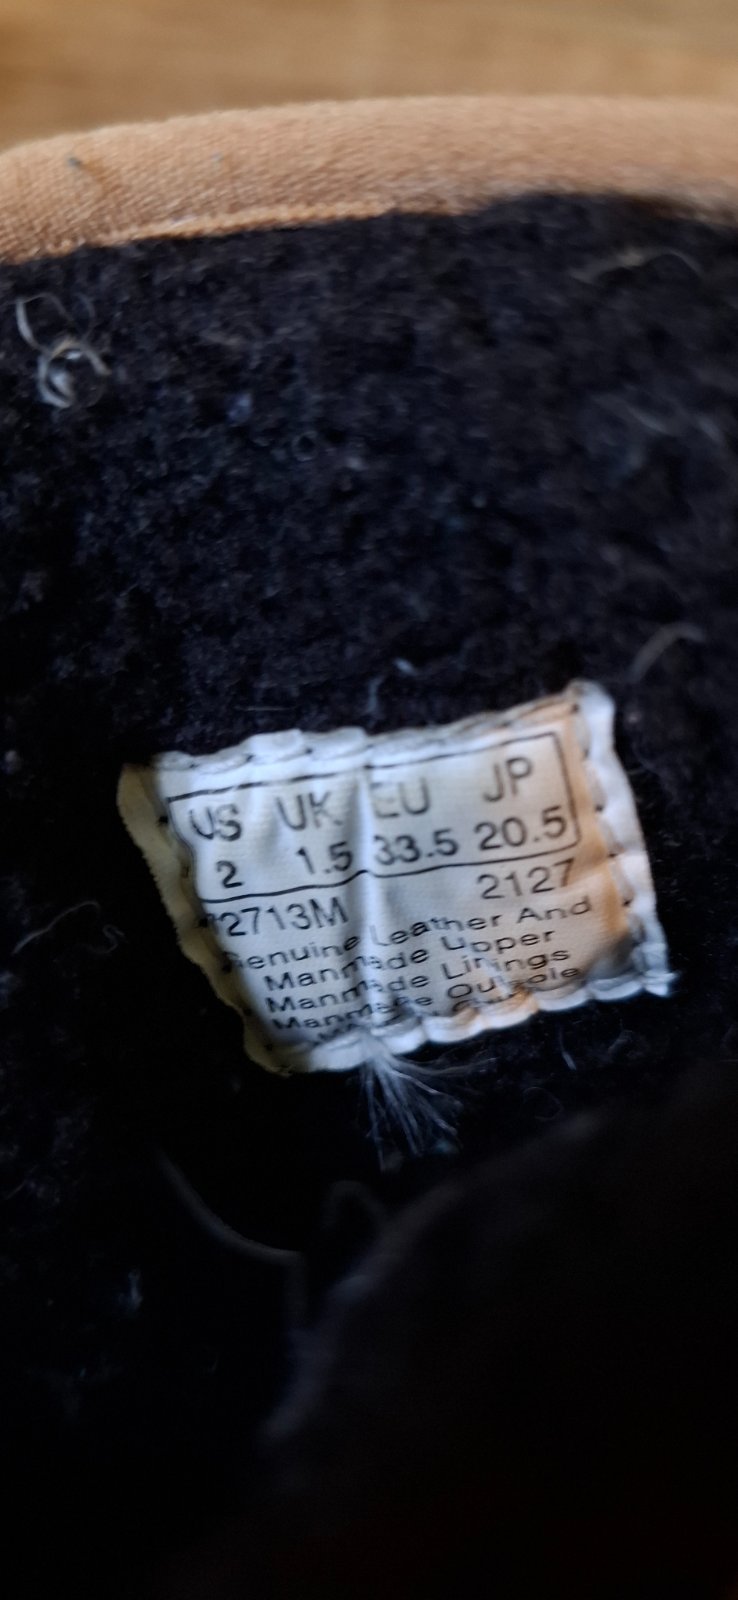 US UK EU JP
2 1.5 33.5 20.5
2127
2713M
Genuine Leather And
Manmade Upper
Manmade Linings
Manmade Outsole